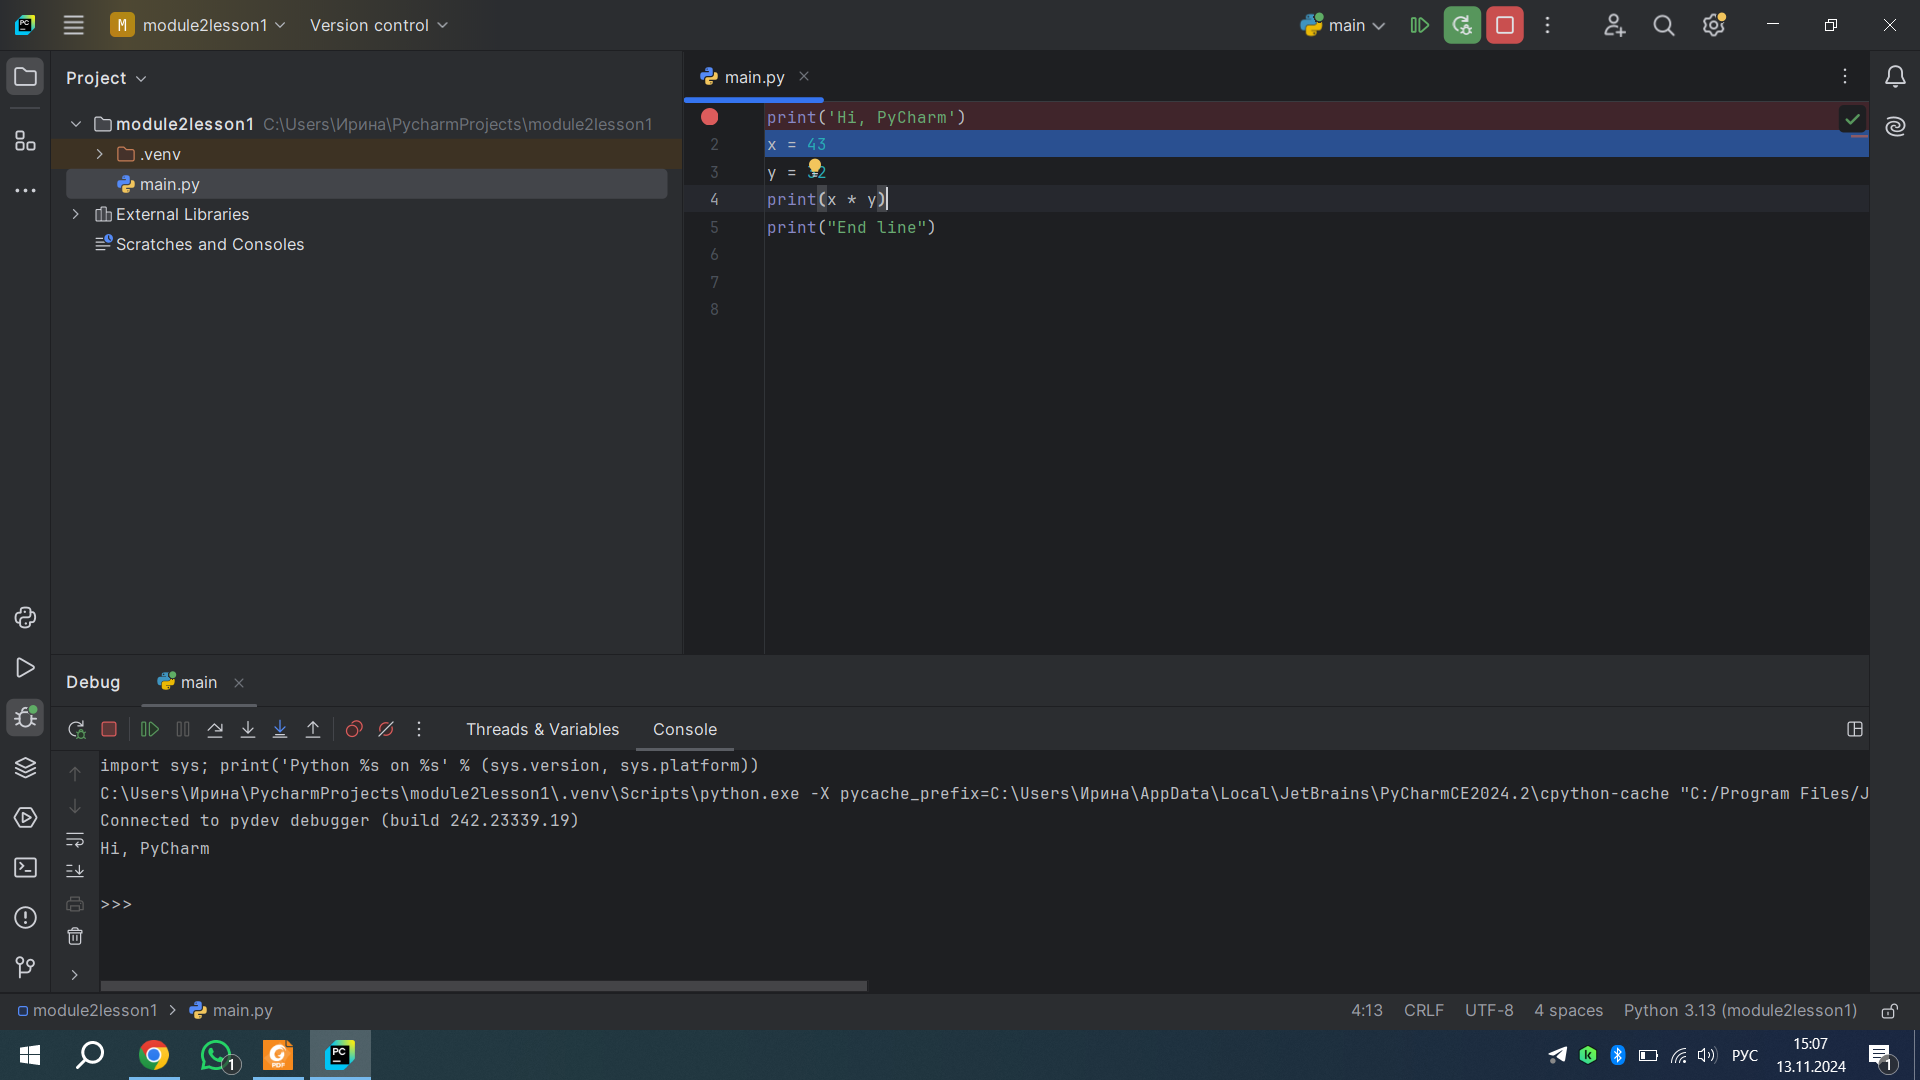 M module2lesson1 Version control main
Project
main.py
module2lesson1 C:\Users\Ирина\PycharmProjects\module2lesson1
.venv
main.py
External Libraries
Scratches and Consoles
print('Hi, PyCharm')
2 x = 43
3 y = 32
4 print(x * y)
5 print("End line")
6
7
8
Debug main
Threads & Variables Console
import sys; print('Python %s on %s' % (sys.version, sys.platform))
C:\Users\Ирина\PycharmProjects\module2lesson1\.venv\Scripts\python.exe -X pycache_prefix=C:\Users\Ирина\AppData\Local\JetBrains\PyCharmCE2024.2\cpython-cache "C:/Program Files/J
Connected to pydev debugger (build 242.23339.19)
Hi, PyCharm
>>>
module2lesson1 > main.py 4:13 CRLF UTF-8 4 spaces Python 3.13 (module2lesson1)
1 PDF PC РУС 15:07
13.11.2024 1